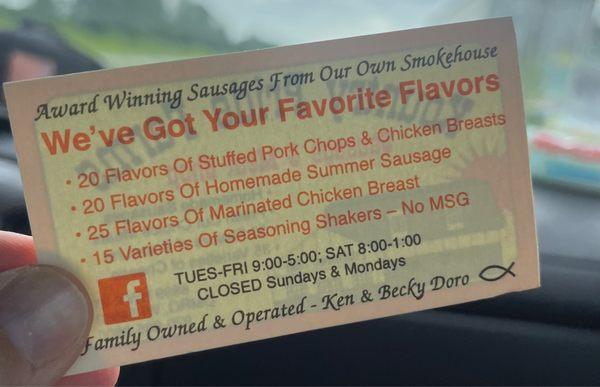 Award Winning Sausages From Our Own Smokehouse
We've Got Your Favorite Flavors
• 20 Flavors Of Stuffed Pork Chops & Chicken Breasts
• 20 Flavors Of Homemade Summer Sausage
• 25 Flavors Of Marinated Chicken Breast
• 15 Varieties Of Seasoning Shakers – No MSG
f
TUES-FRI 9:00-5:00; SAT 8:00-1:00
CLOSED Sundays & Mondays
Family Owned & Operated - Ken & Becky Doro